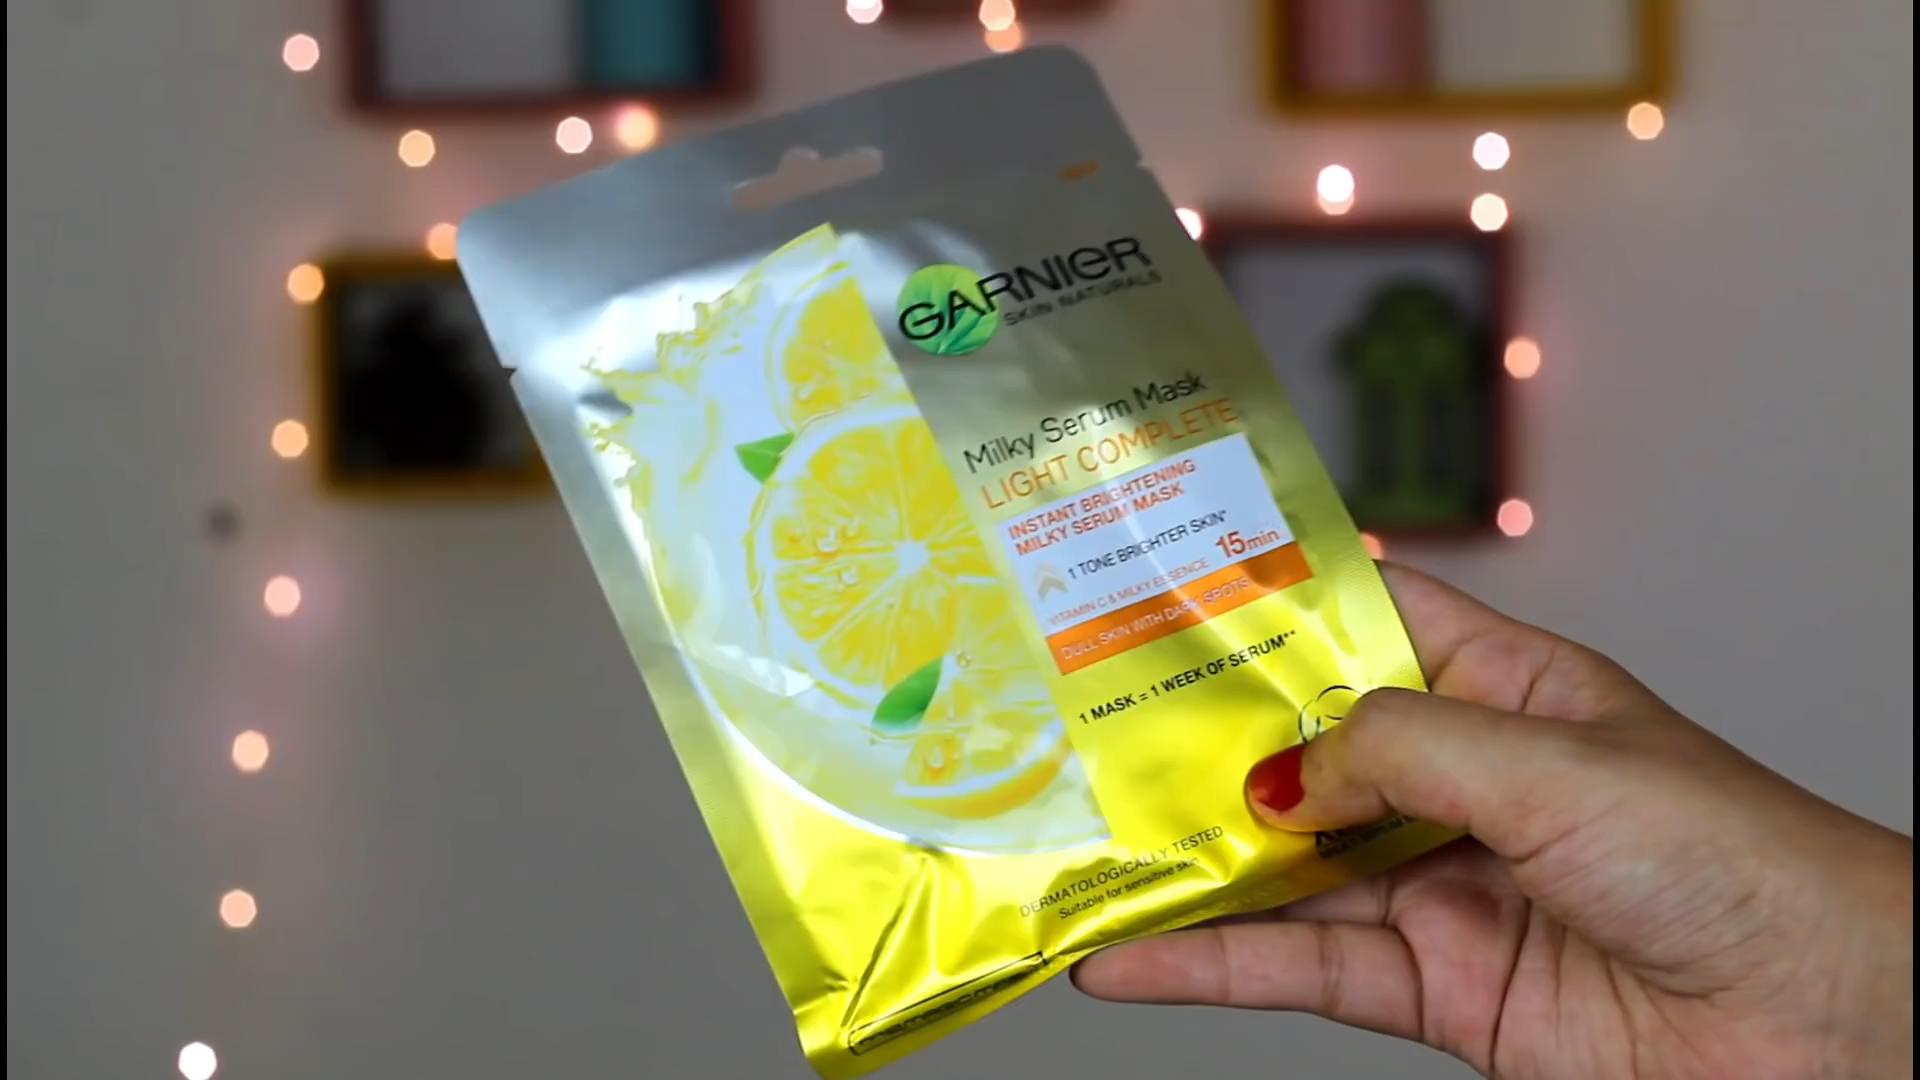 GARNIER
SKIN NATURALS
Milky Serum Mask
LIGHT COMPLETE
INSTANT BRIGHTENING
MILKY SERUM MASK
1 TONE BRIGHTER SKIN*
15min
VITAMIN C & MILKY ESSENCE
DULL SKIN WITH DARK SPOTS
1 MASK = 1 WEEK OF SERUM**
DERMATOLOGICALLY TESTED
Suitable for sensitive skin